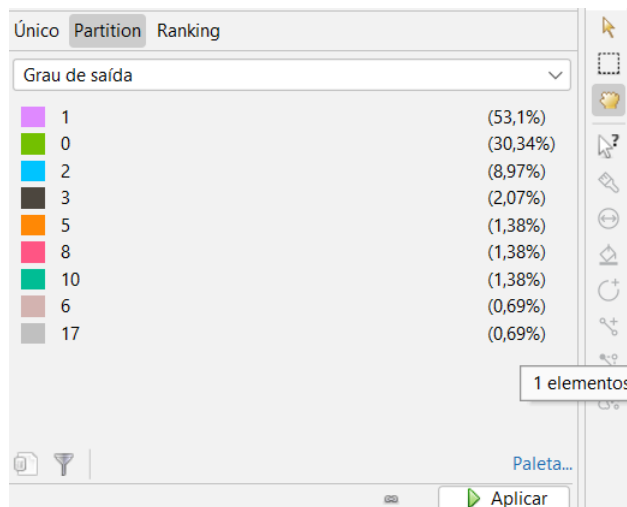 Único Partition Ranking
Grau de saída
1 (53,1%)
0 (30,34%)
2 (8,97%)
3 (2,07%)
5 (1,38%)
8 (1,38%)
10 (1,38%)
6 (0,69%)
17 (0,69%)
1 elementos
Paleta...
Aplicar